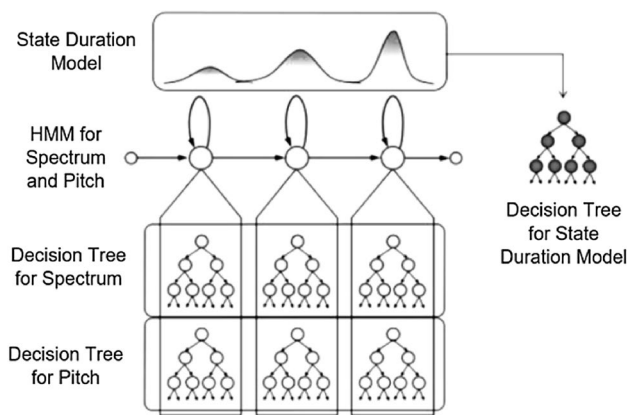 State Duration
Model
HMM for
Spectrum
and Pitch
Decision Tree
for State
Duration Model
Decision Tree
for Spectrum
Decision Tree
for Pitch